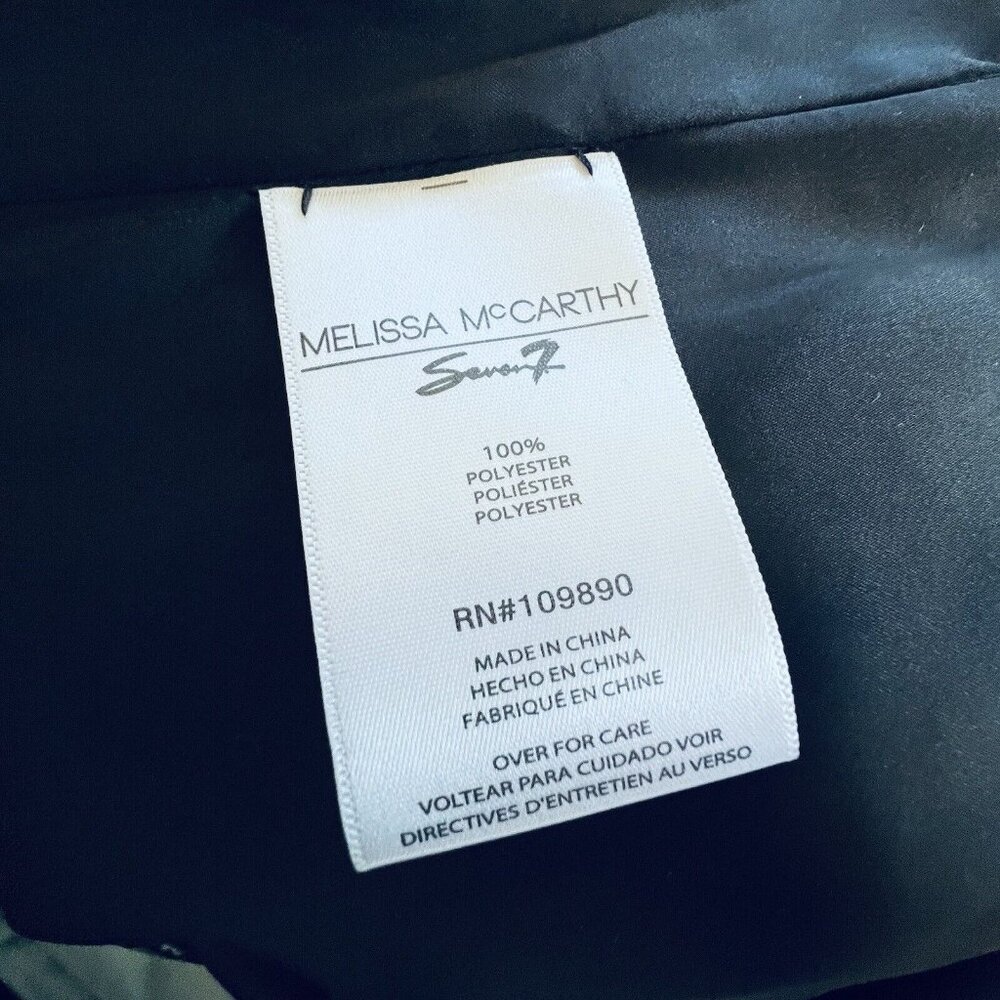 MELISSA McCARTHY
Seven7
100%
POLYESTER
POLIÉSTER
POLYESTER
RN#109890
MADE IN CHINA
HECHO EN CHINA
FABRIQUÉ EN CHINE
OVER FOR CARE
VOLTEAR PARA CUIDADO VOIR
DIRECTIVES D'ENTRETIEN AU VERSO